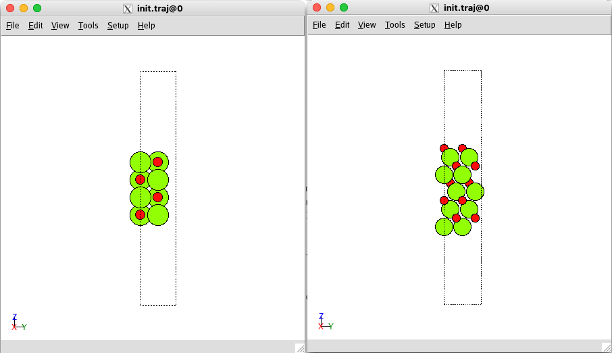 init.traj@0
File Edit View Tools Setup Help
Z
X Y
init.traj@0
File Edit View Tools Setup Help
Z
X Y